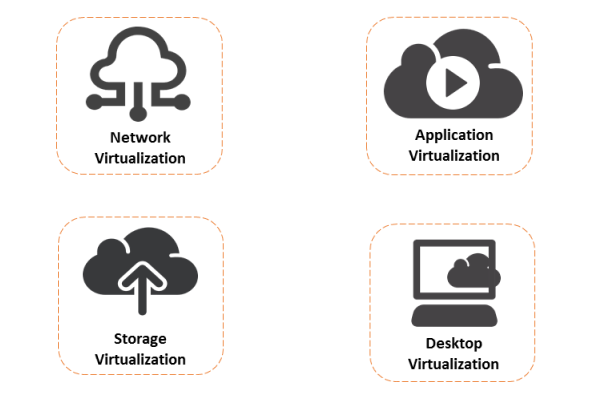 Network
Virtualization
Application
Virtualization
Storage
Virtualization
Desktop
Virtualization